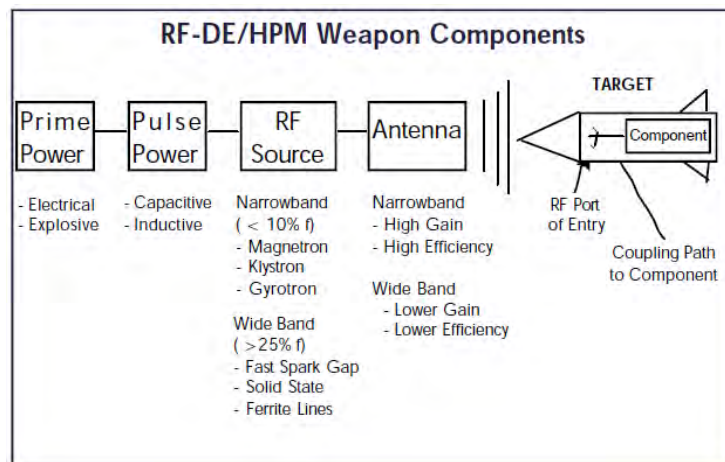 RF-DE/HPM Weapon Components
Prime
Power
- Electrical
- Explosive
Pulse
Power
- Capacitive
- Inductive
RF
Source
Narrowband
( < 10% f)
- Magnetron
- Klystron
- Gyrotron
Wide Band
( >25% f)
- Fast Spark Gap
- Solid State
- Ferrite Lines
Antenna
Narrowband
- High Gain
- High Efficiency
Wide Band
- Lower Gain
- Lower Efficiency
TARGET
Component
RF Port
of Entry
Coupling Path
to Component